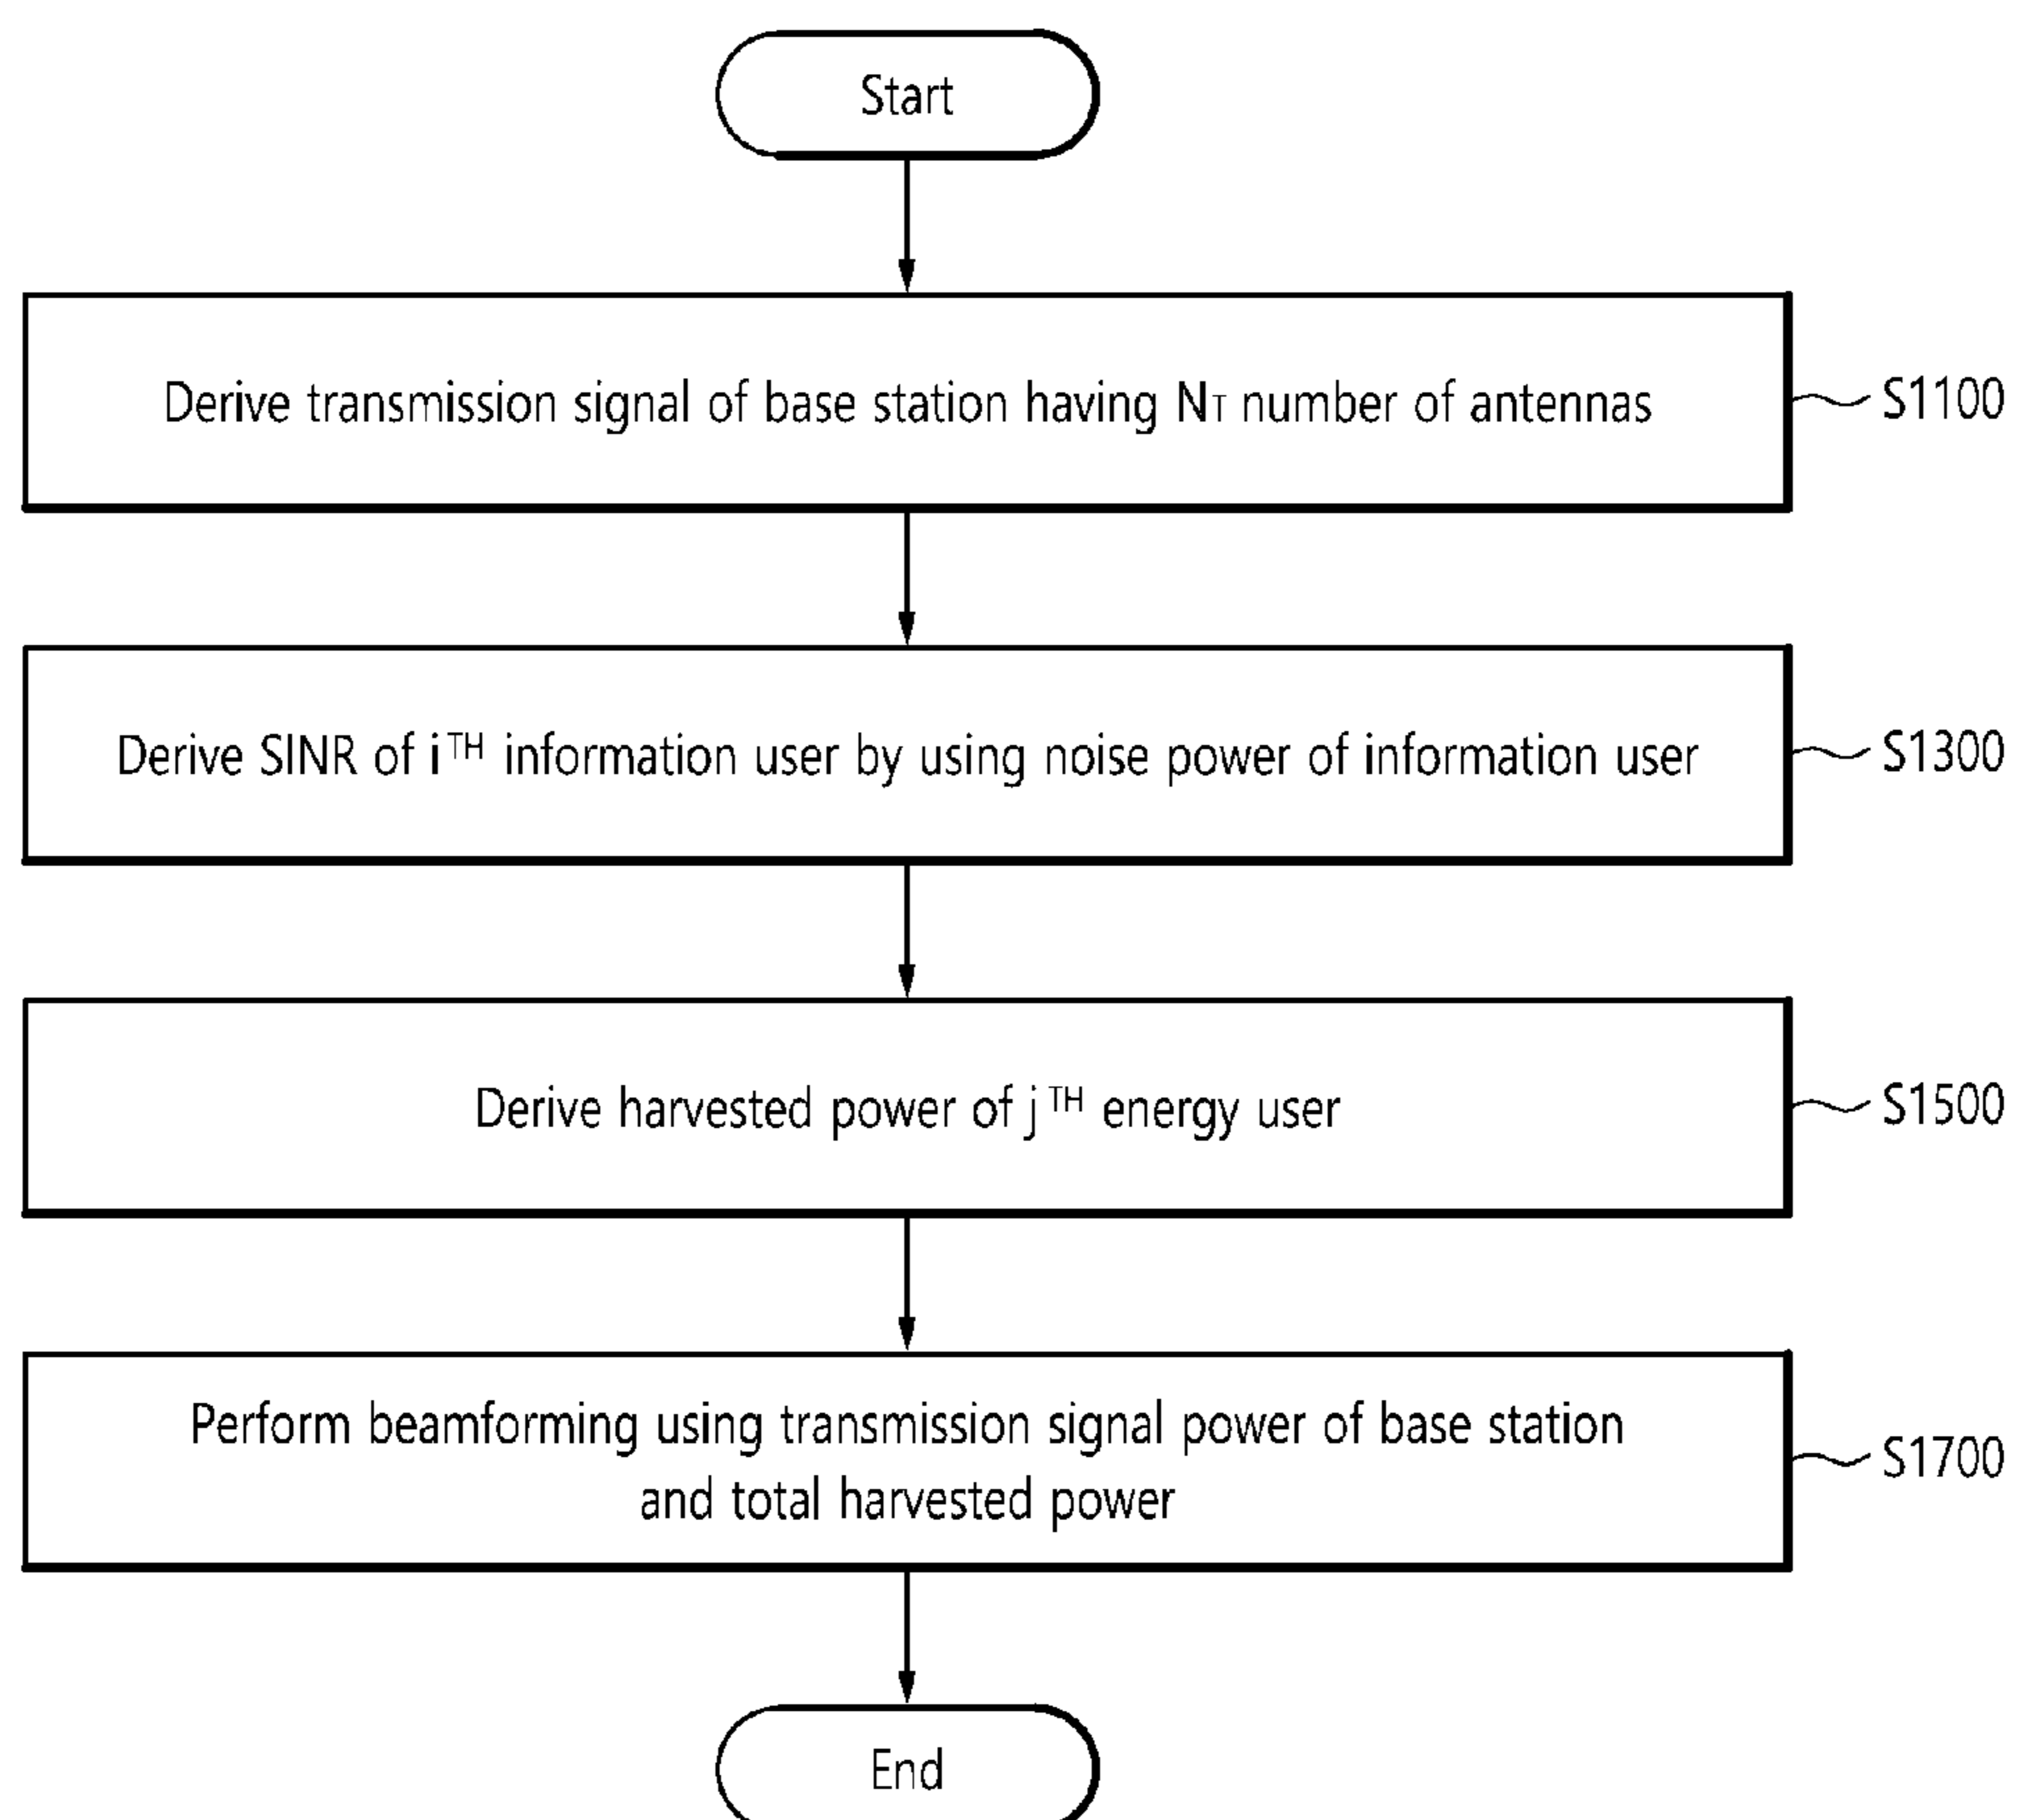 Start
Derive transmission signal of base station having NT number of antennas
S1100
Derive SINR of i TH information user by using noise power of information user
S1300
Derive harvested power of j TH energy user
S1500
Perform beamforming using transmission signal power of base station
and total harvested power
S1700
End